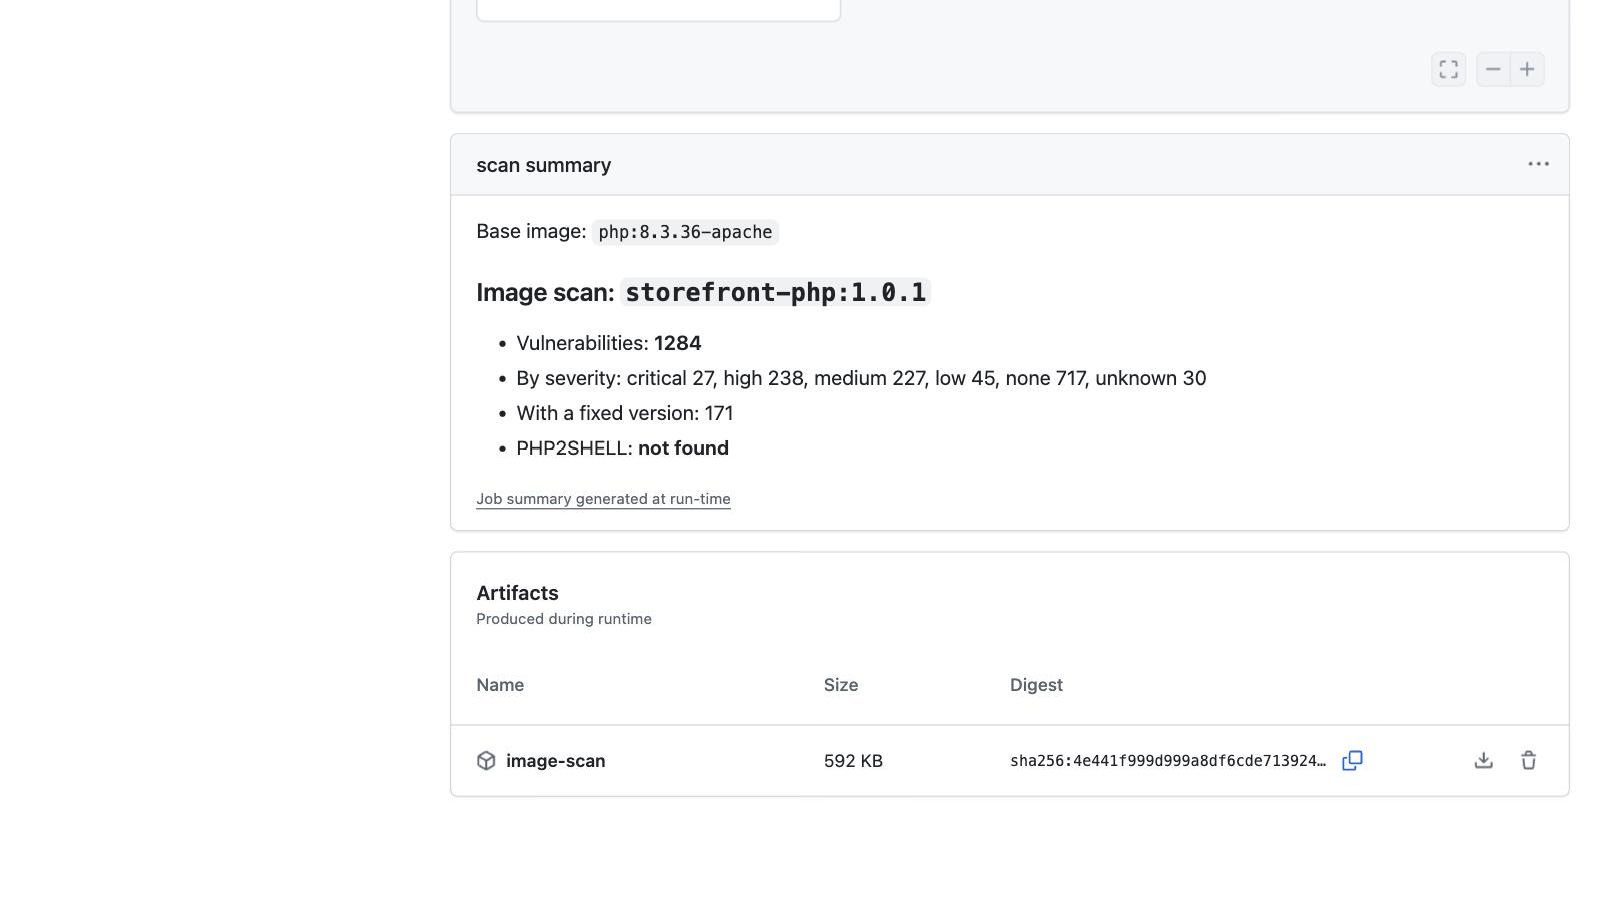 scan summary
Base image: php:8.3.36-apache
Image scan: storefront-php:1.0.1
Vulnerabilities: 1284
By severity: critical 27, high 238, medium 227, low 45, none 717, unknown 30
With a fixed version: 171
PHP2SHELL: not found
Job summary generated at run-time
Artifacts
Produced during runtime
Name Size Digest
image-scan 592 KB sha256:4e441f999d999a8df6cde713924…